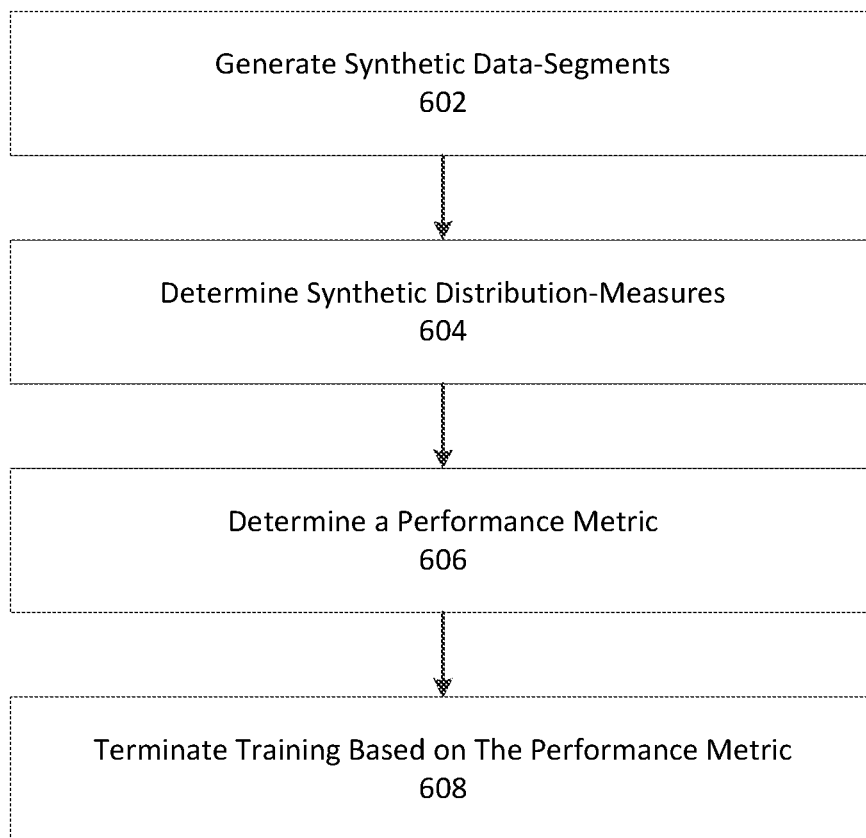 Generate Synthetic Data-Segments
602
Determine Synthetic Distribution-Measures
604
Determine a Performance Metric
606
Terminate Training Based on The Performance Metric
608